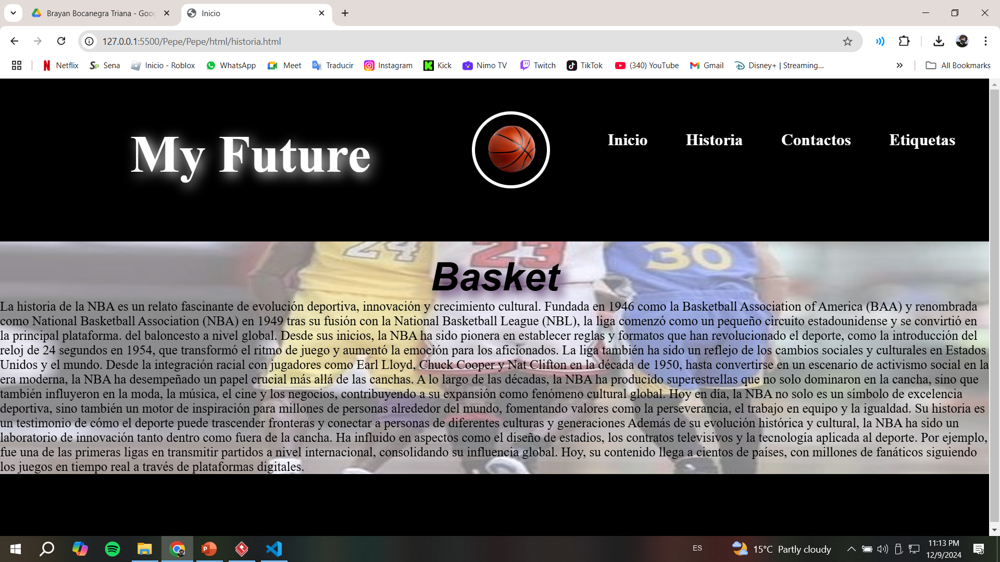 Brayan Bocanegra Triana - Goo
Inicio
127.0.0.1:5500/Pepe/Pepe/html/historia.html
Netflix
Sena
Inicio - Roblox
WhatsApp
Meet
Traducir
Instagram
Kick
Nimo TV
Twitch
TikTok
(340) YouTube
Gmail
Disney+ | Streaming...
All Bookmarks
My Future
Inicio
Historia
Contactos
Etiquetas
24
23
30
Basket
La historia de la NBA es un relato fascinante de evolución deportiva, innovación y crecimiento cultural. Fundada en 1946 como la Basketball Association of America (BAA) y renombrada
como National Basketball Association (NBA) en 1949 tras su fusión con la National Basketball League (NBL), la liga comenzó como un pequeño circuito estadounidense y se convirtió en
la principal plataforma. del baloncesto a nivel global. Desde sus inicios, la NBA ha sido pionera en establecer reglas y formatos que han revolucionado el deporte, como la introducción del
reloj de 24 segundos en 1954, que transformó el ritmo de juego y aumentó la emoción para los aficionados. La liga también ha sido un reflejo de los cambios sociales y culturales en Estados
Unidos y el mundo. Desde la integración racial con jugadores como Earl Lloyd, Chuck Cooper y Nat Clifton en la década de 1950, hasta convertirse en un escenario de activismo social en la
era moderna, la NBA ha desempeñado un papel crucial más allá de las canchas. A lo largo de las décadas, la NBA ha producido superestrellas que no solo dominaron en la cancha, sino que
también influyeron en la moda, la música, el cine y los negocios, contribuyendo a su expansión como fenómeno cultural global. Hoy en día, la NBA no solo es un símbolo de excelencia
deportiva, sino también un motor de inspiración para millones de personas alrededor del mundo, fomentando valores como la perseverancia, el trabajo en equipo y la igualdad. Su historia es
un testimonio de cómo el deporte puede trascender fronteras y conectar a personas de diferentes culturas y generaciones Además de su evolución histórica y cultural, la NBA ha sido un
laboratorio de innovación tanto dentro como fuera de la cancha. Ha influido en aspectos como el diseño de estadios, los contratos televisivos y la tecnología aplicada al deporte. Por ejemplo,
fue una de las primeras ligas en transmitir partidos a nivel internacional, consolidando su influencia global. Hoy, su contenido llega a cientos de países, con millones de fanáticos siguiendo
los juegos en tiempo real a través de plataformas digitales.
ES
15°C Partly cloudy
11:13 PM
12/9/2024